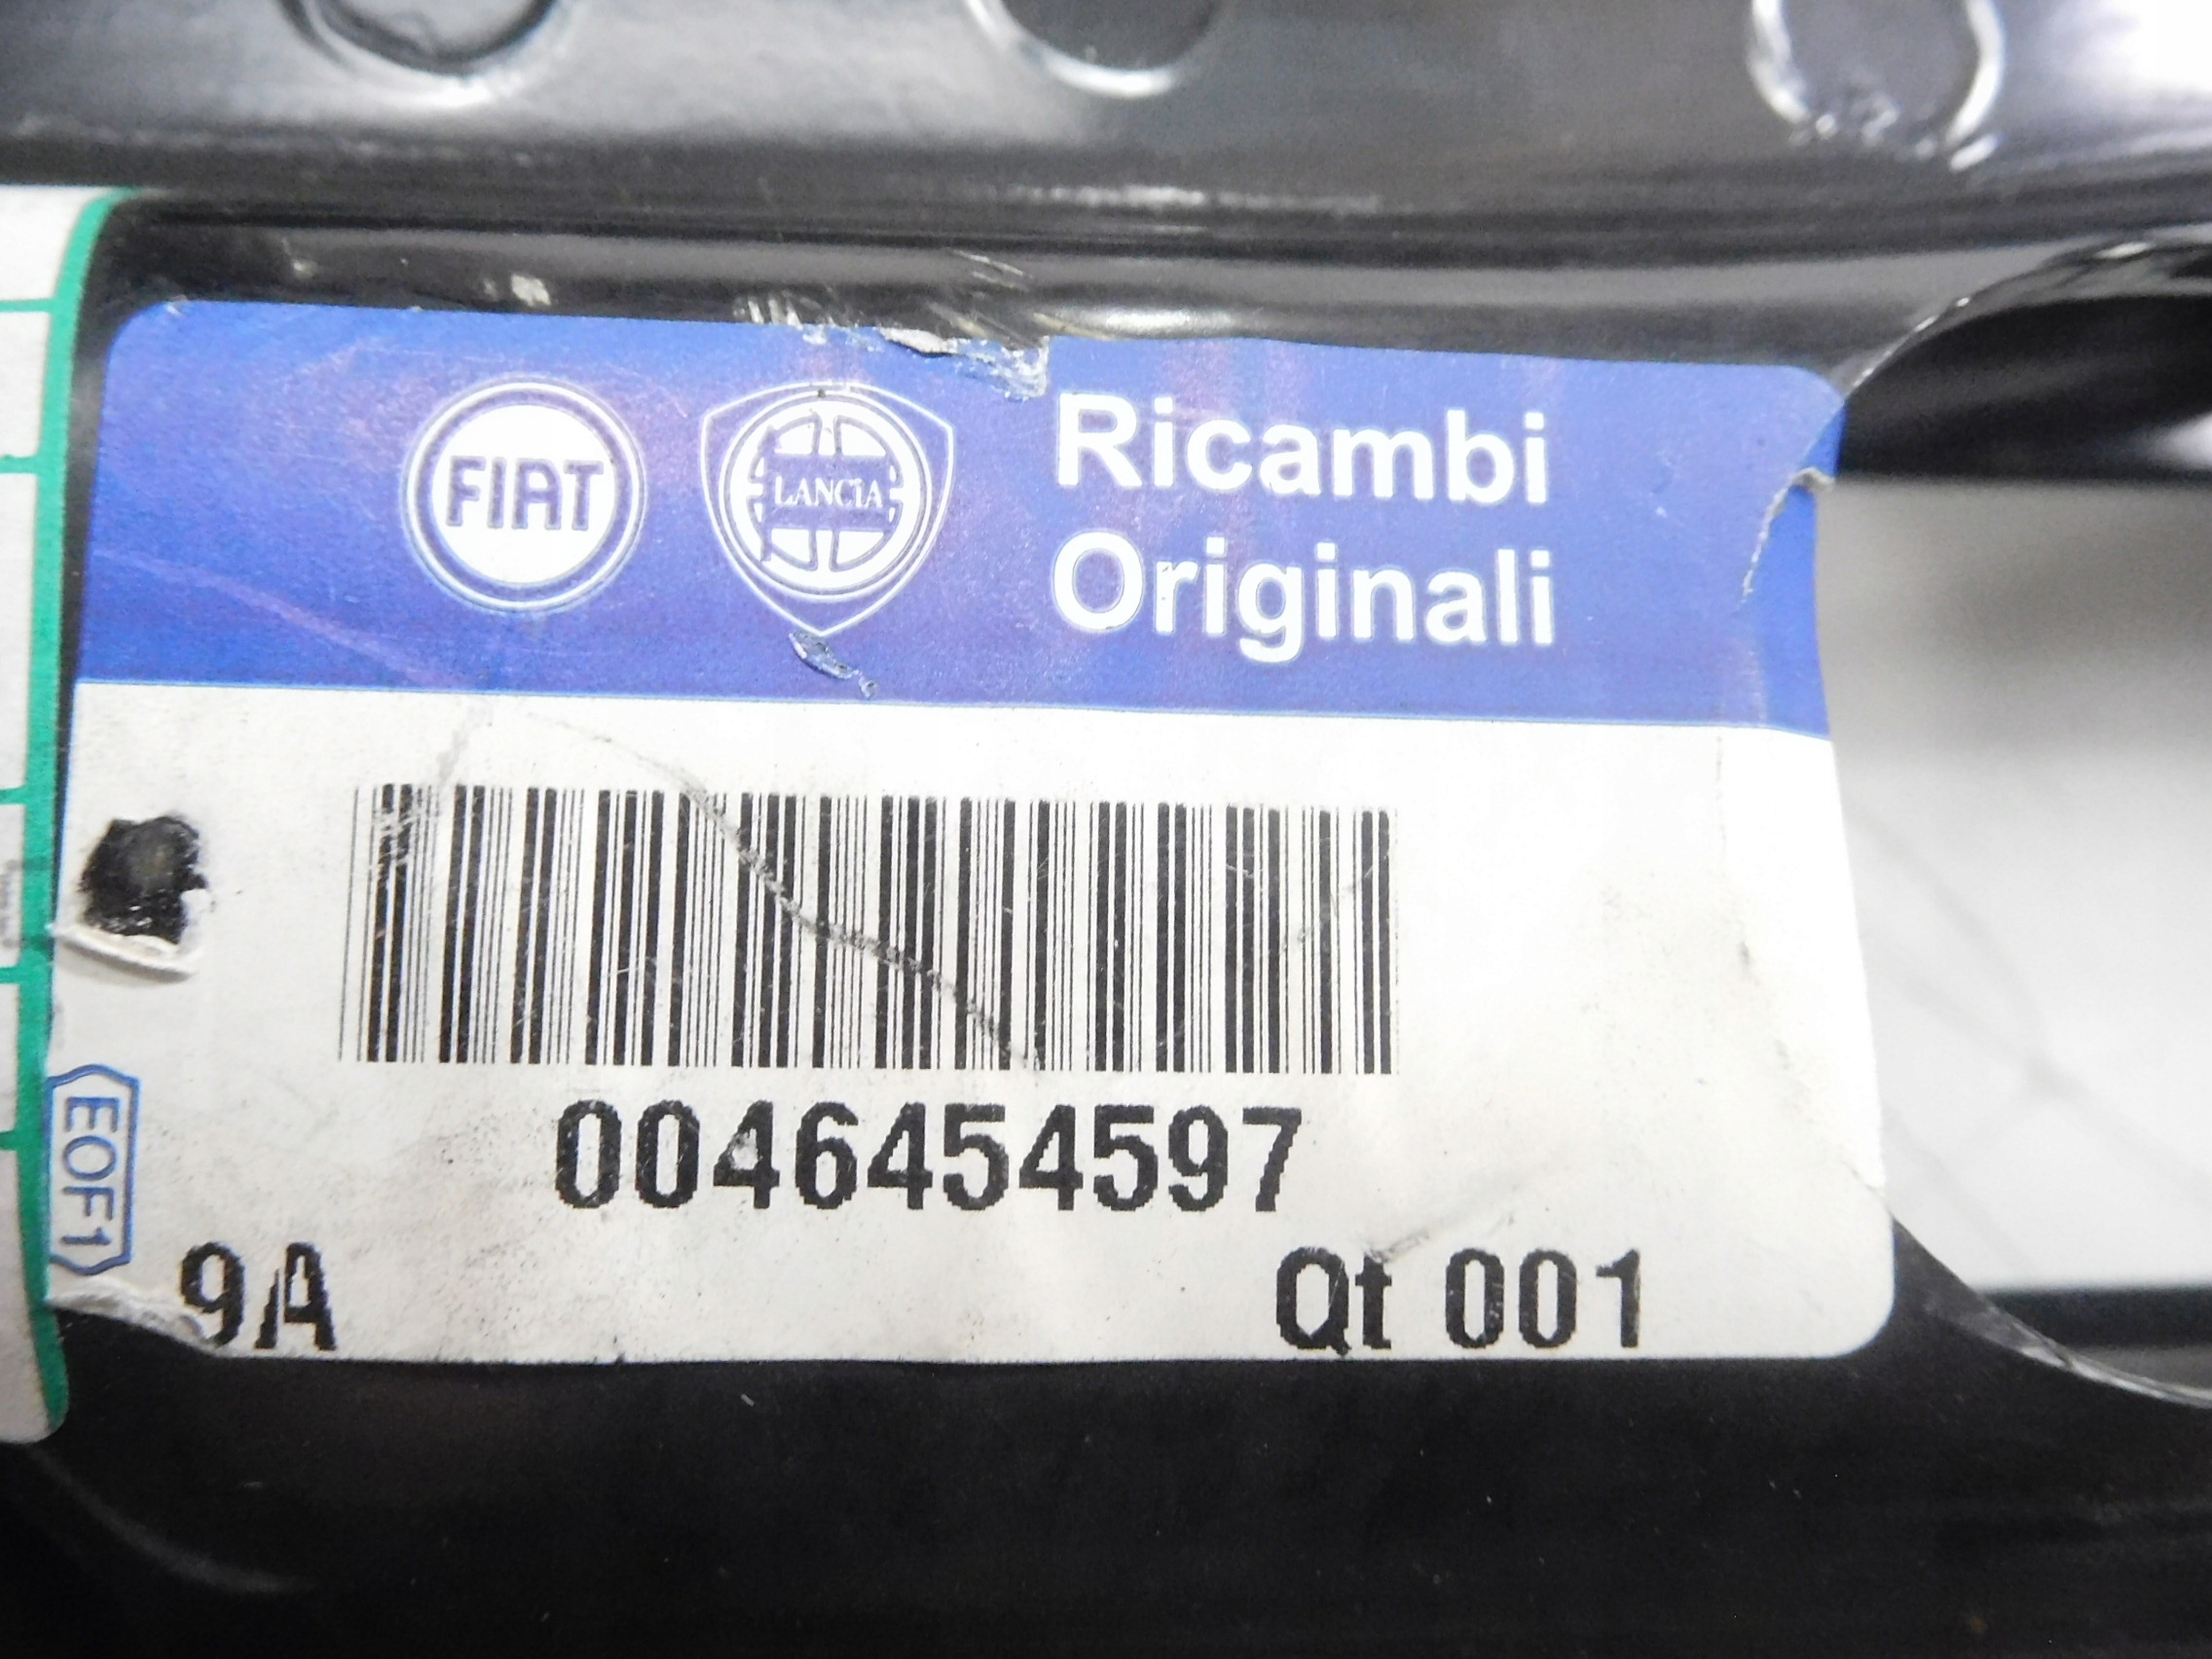 FIAT
LANCIA
Ricambi
Originali
0046454597
EOF1
9A
Qt 001